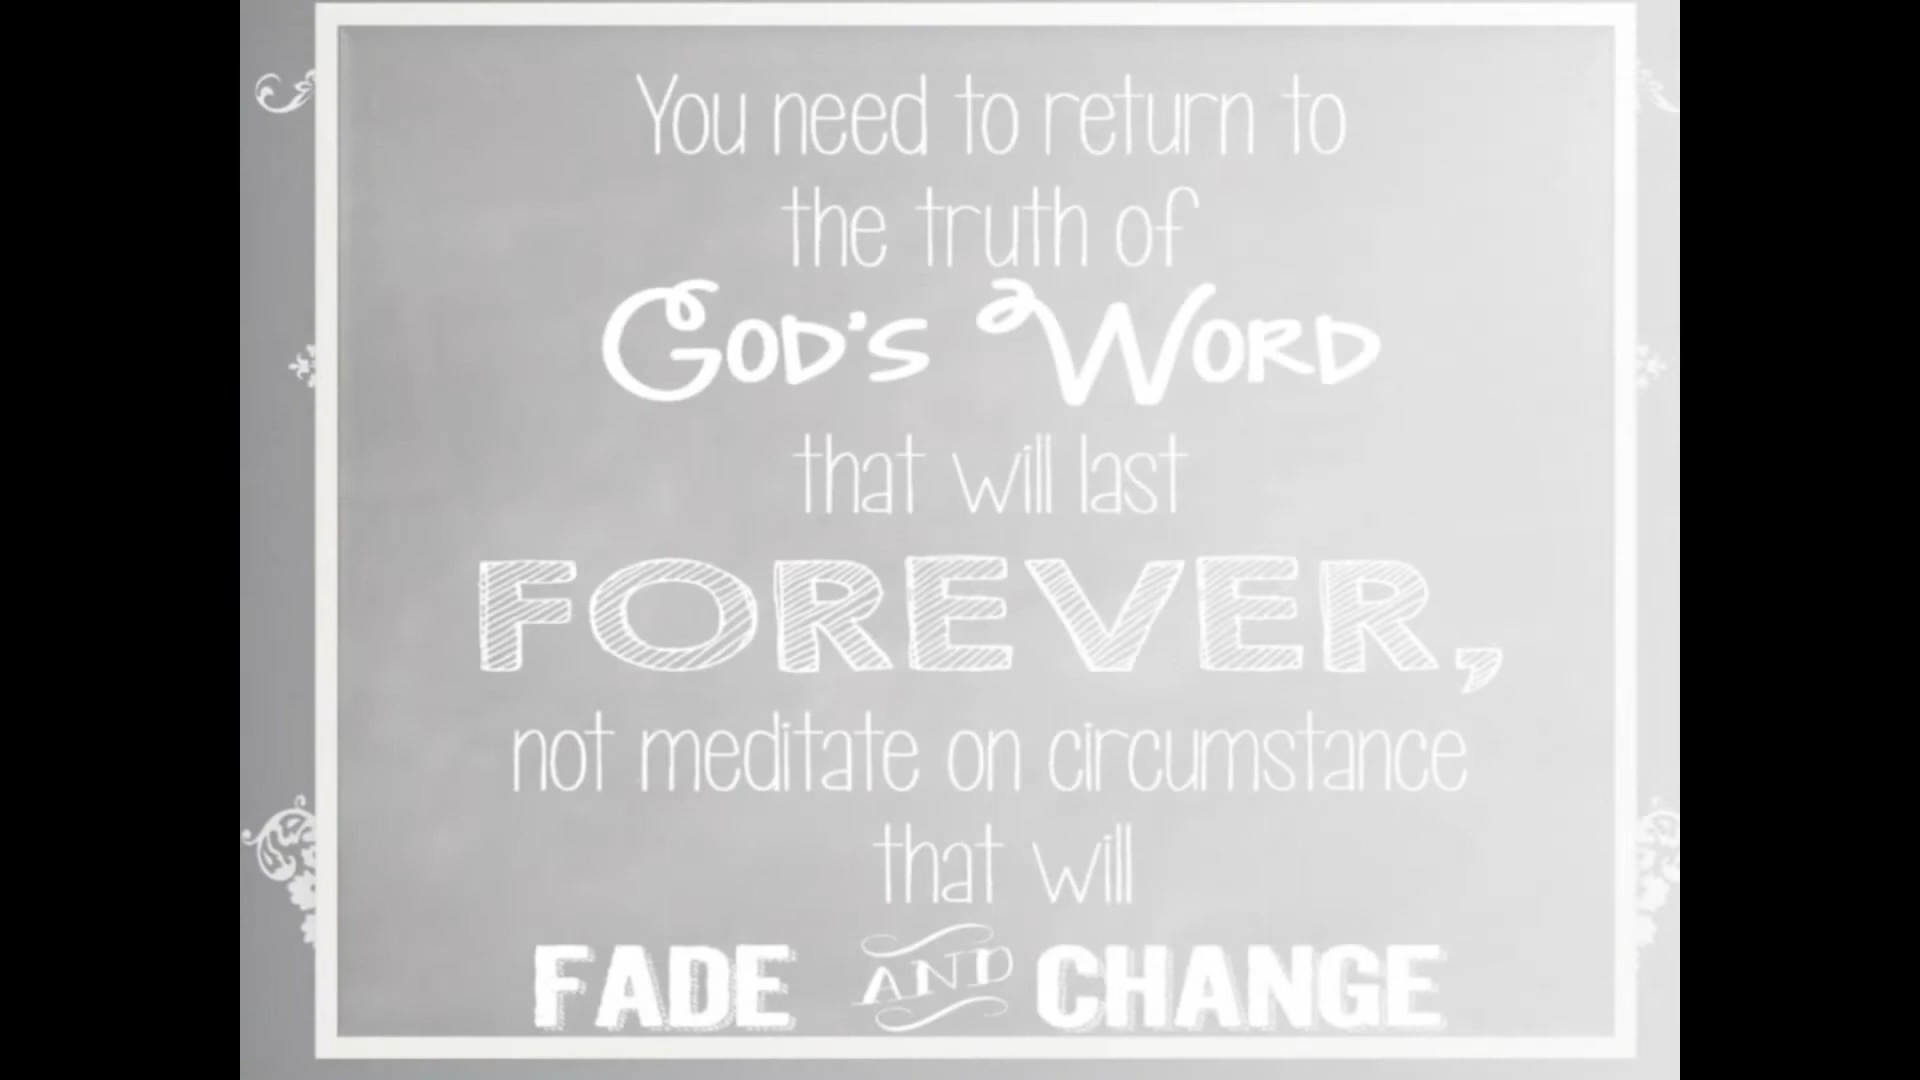 You need to return to
the truth of
GOD'S WORD
that will last
FOREVER,
not meditate on circumstance
that will
FADE AND CHANGE